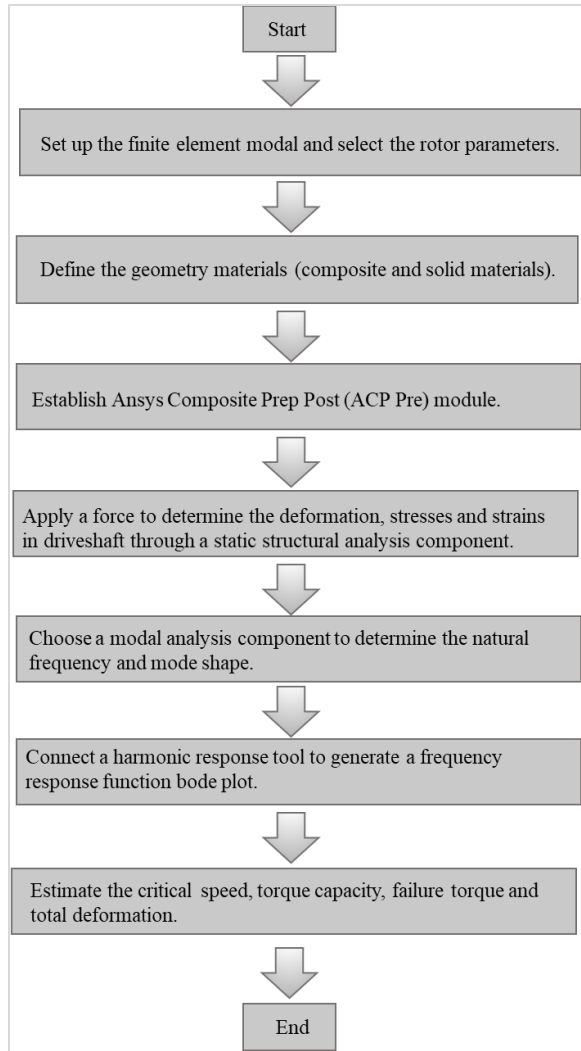 Start
Set up the finite element modal and select the rotor parameters.
Define the geometry materials (composite and solid materials).
Establish Ansys Composite Prep Post (ACP Pre) module.
Apply a force to determine the deformation, stresses and strains
in driveshaft through a static structural analysis component.
Choose a modal analysis component to determine the natural
frequency and mode shape.
Connect a harmonic response tool to generate a frequency
response function bode plot.
Estimate the critical speed, torque capacity, failure torque and
total deformation.
End